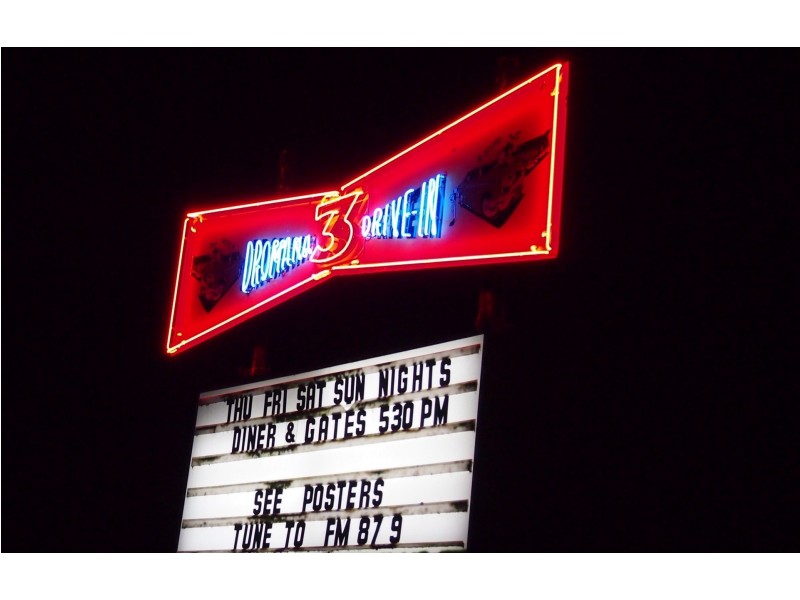 DROMANA 3 DRIVE-IN
THU FRI SAT SUN NIGHTS
DINER & GATES 530 PM
SEE POSTERS
TUNE TO FM 87 9